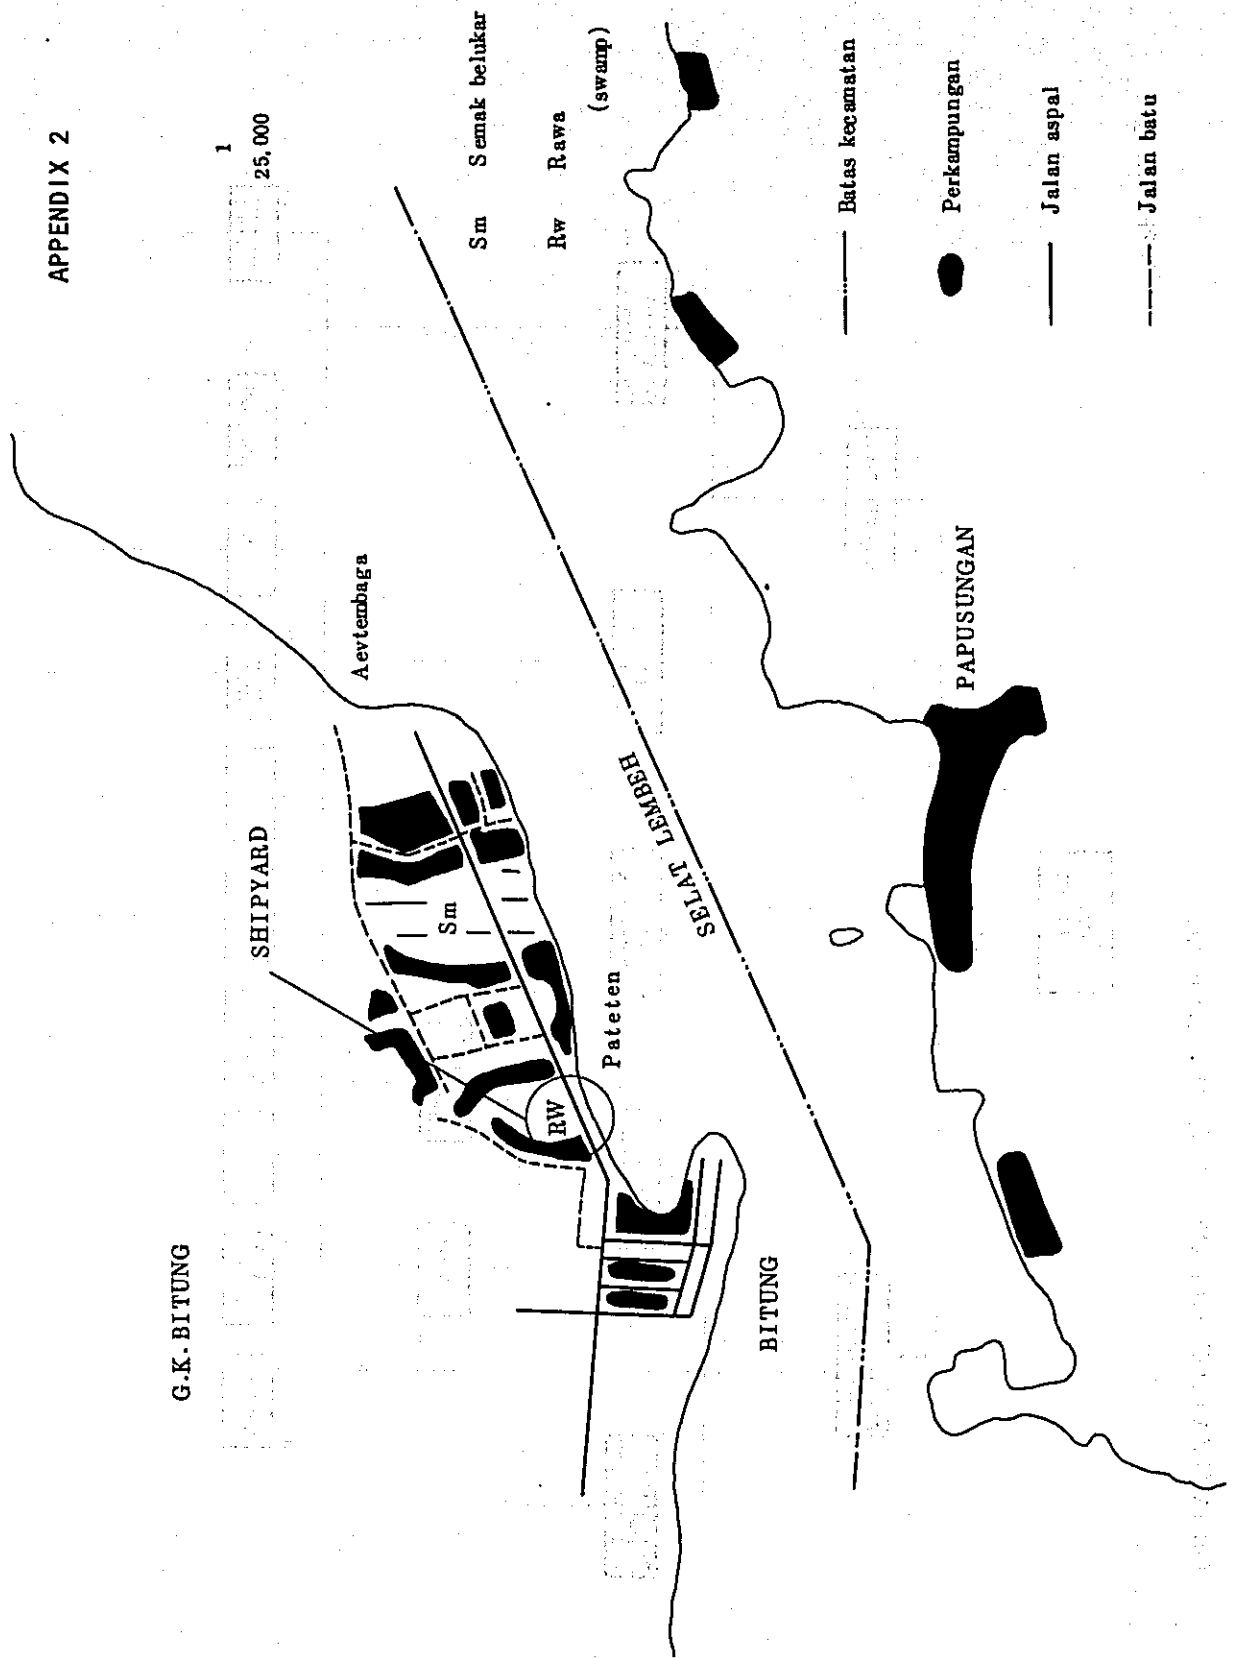 APPENDIX 2
1
25,000
Sm Semak belukar
Rw Rawa
(swamp)
Batas kecamatan
Perkampungan
Jalan aspal
Jalan batu
G.K. BITUNG
SHIPYARD
Aevtembaga
Sm
RW
Pateten
SELAT LEMBEH
BITUNG
PAPUSUNGAN